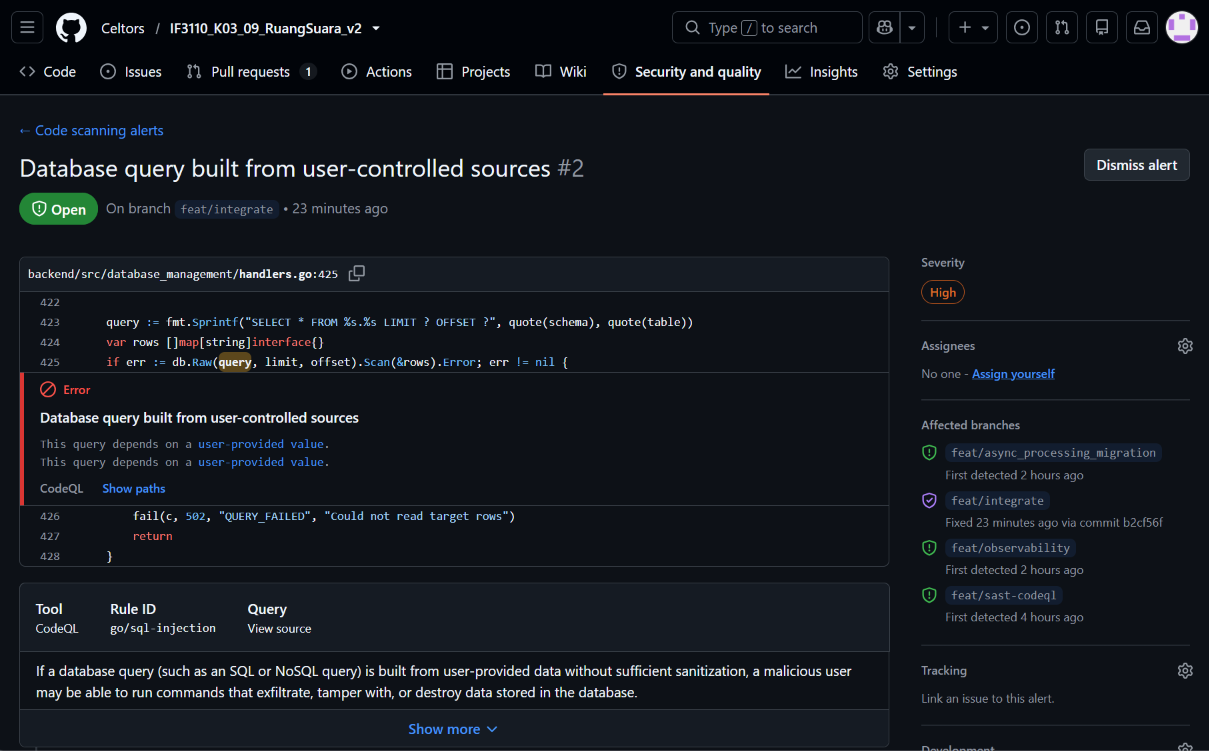 Celtors / IF3110_K03_09_RuangSuara_v2
Type / to search
Code
Issues
Pull requests 1
Actions
Projects
Wiki
Security and quality
Insights
Settings
← Code scanning alerts
Database query built from user-controlled sources #2
Dismiss alert
Open On branch feat/integrate • 23 minutes ago
backend/src/database_management/handlers.go:425
422
423 query := fmt.Sprintf("SELECT * FROM %s.%s LIMIT ? OFFSET ?", quote(schema), quote(table))
424 var rows []map[string]interface{}
425 if err := db.Raw(query, limit, offset).Scan(&rows).Error; err != nil {
Error
Database query built from user-controlled sources
This query depends on a user-provided value.
This query depends on a user-provided value.
CodeQL Show paths
426 fail(c, 502, "QUERY_FAILED", "Could not read target rows")
427 return
428 }
Tool
CodeQL
Rule ID
go/sql-injection
Query
View source
If a database query (such as an SQL or NoSQL query) is built from user-provided data without sufficient sanitization, a malicious user
may be able to run commands that exfiltrate, tamper with, or destroy data stored in the database.
Show more
Severity
High
Assignees
No one - Assign yourself
Affected branches
feat/async_processing_migration
First detected 2 hours ago
feat/integrate
Fixed 23 minutes ago via commit b2cf56f
feat/observability
First detected 2 hours ago
feat/sast-codeql
First detected 4 hours ago
Tracking
Link an issue to this alert.
Development